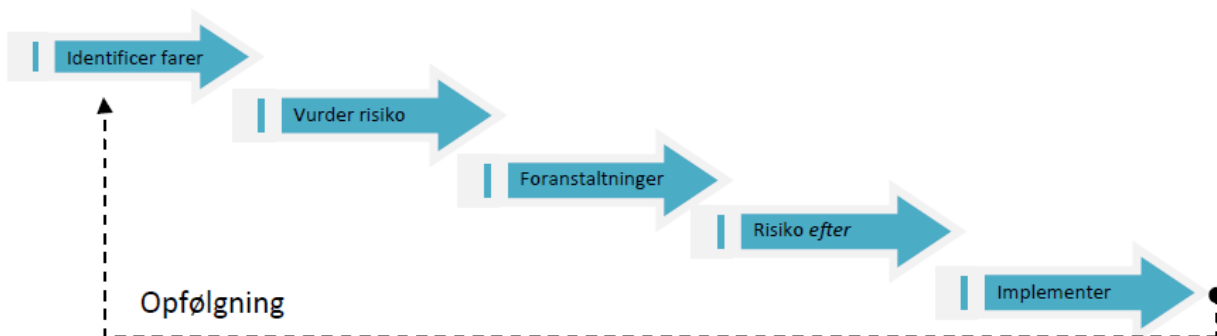 Identificer farer
Vurder risiko
Foranstaltninger
Risiko efter
Implementer
Opfølgning